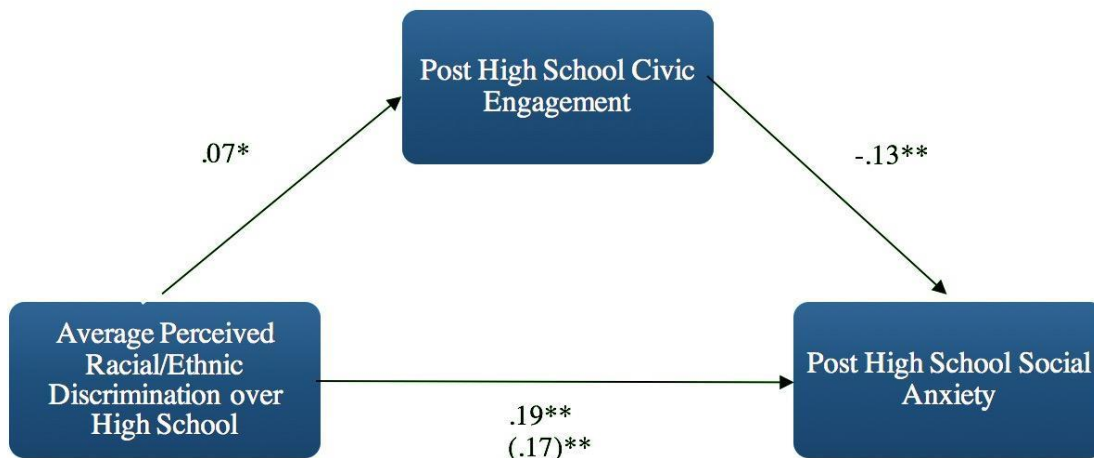 Post High School Civic
Engagement
.07*
-.13**
Average Perceived
Racial/Ethnic
Discrimination over
High School
Post High School Social
Anxiety
.19**
(.17)**